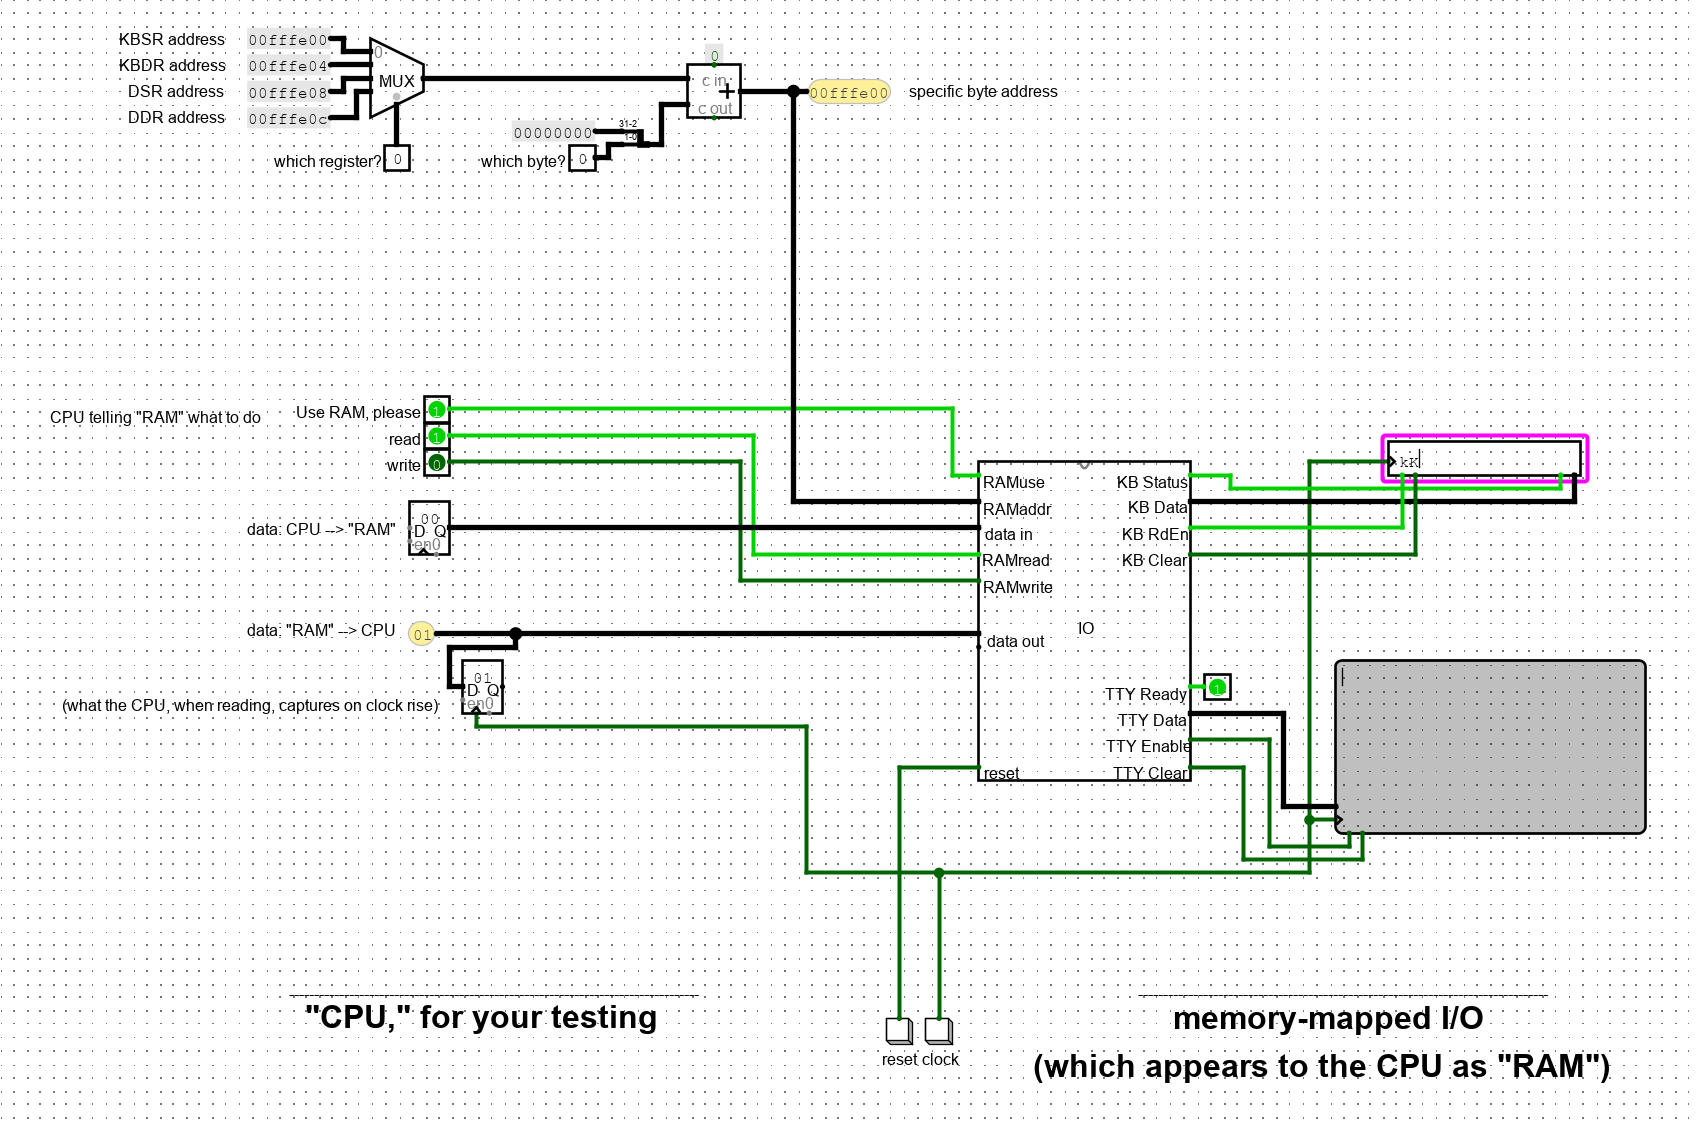 KBSR address 00fffe00
0
0
KBDR address 00fffe04
MUX
c in
DSR address 00fffe08
00fffe00 specific byte address
DDR address 00fffe0c
c out
31-2
00000000
1-0
which register? 0
which byte? 0
CPU telling "RAM" what to do
Use RAM, please 1
read 1
write 0
kK
RAMuse KB Status
RAMaddr KB Data
00
data: CPU --> "RAM" D Q
en0
data in KB RdEn
RAMread KB Clear
RAMwrite
IO
data: "RAM" --> CPU 01
data out
01
D Q
en0
(what the CPU, when reading, captures on clock rise)
TTY Ready 1
TTY Data
TTY Enable
reset TTY Clear
"CPU," for your testing
memory-mapped I/O
reset clock
(which appears to the CPU as "RAM")